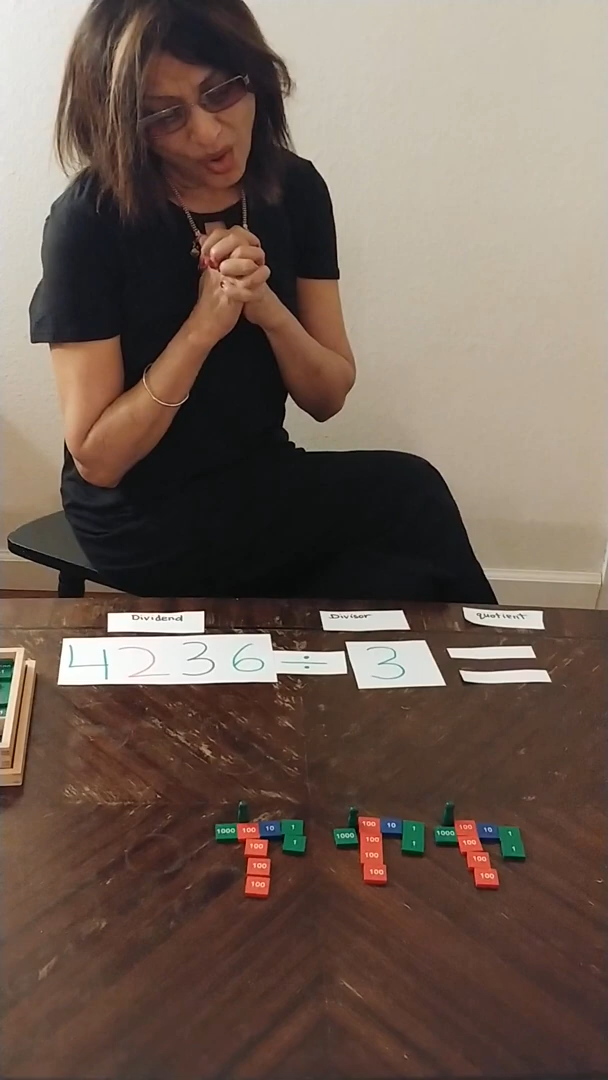 Dividend Divisor quotient
4236 ÷ 3 =
1000 100 10 1 1000 100 10 1 1000 100 10 1
100 1 100 1 100 1
100 100 100
100 100 100